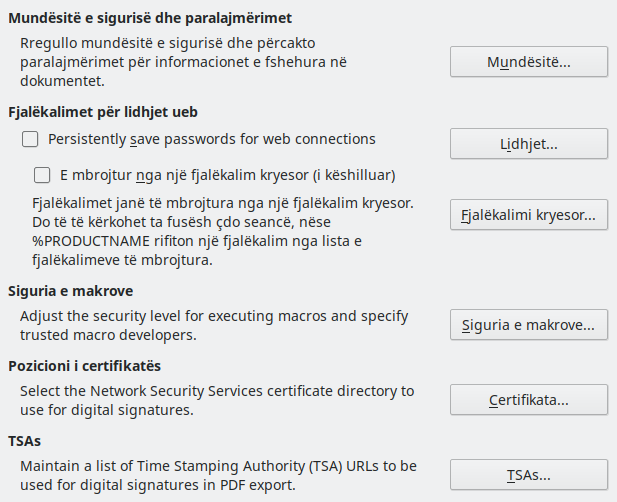 Mundësitë e sigurisë dhe paralajmërimet
Rregullo mundësitë e sigurisë dhe përcakto
paralajmërimet për informacionet e fshehura në
dokumentet.
Mundësitë...
Fjalëkalimet për lidhjet ueb
Persistently save passwords for web connections
Lidhjet...
E mbrojtur nga një fjalëkalim kryesor (i këshilluar)
Fjalëkalimet janë të mbrojtura nga një fjalëkalim kryesor.
Do të të kërkohet ta fusësh çdo seancë, nëse
%PRODUCTNAME rifiton një fjalëkalim nga lista e
fjalëkalimeve të mbrojtura.
Fjalëkalimi kryesor...
Siguria e makrove
Adjust the security level for executing macros and specify
trusted macro developers.
Siguria e makrove...
Pozicioni i certifikatës
Select the Network Security Services certificate directory to
use for digital signatures.
Certifikata...
TSAs
Maintain a list of Time Stamping Authority (TSA) URLs to be
used for digital signatures in PDF export.
TSAs...